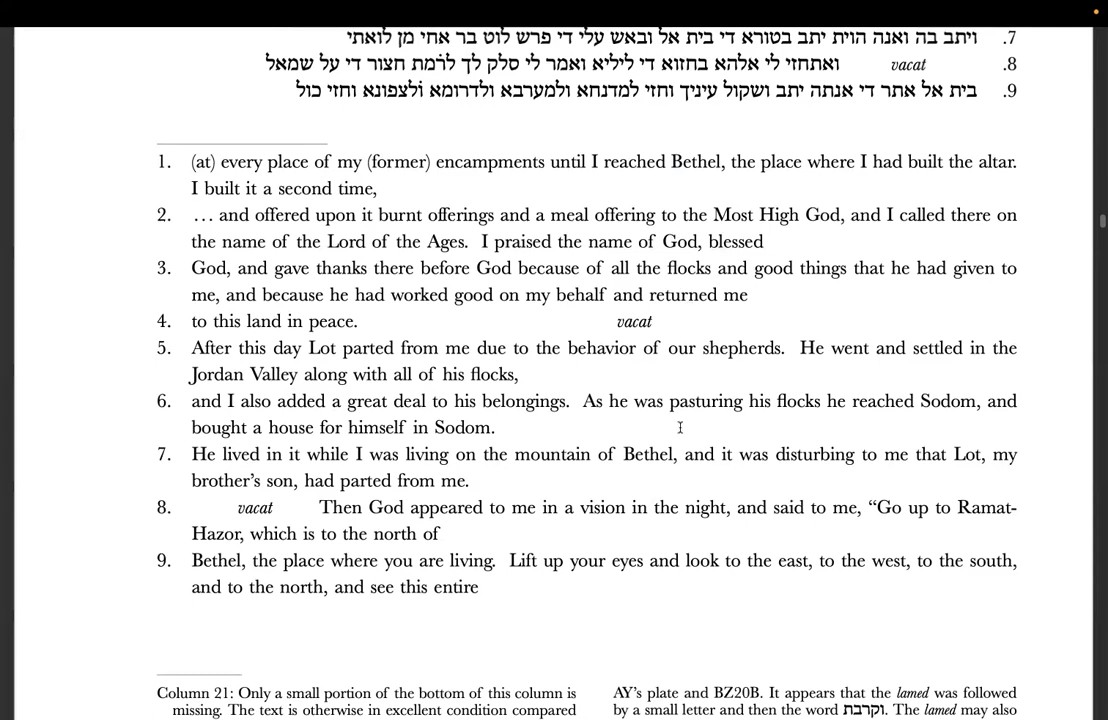 7. ויתב בה ואנה הוית יתב בטורא די בית אל ובאש עלי די פרש לוט בר אחי מן לואתי
8. vacat ואתחזי לי אלהא בחזוא די ליליא ואמר לי סלק לך לרמת חצור די על שמאל
9. בית אל אתר די אנתה יתב ושקול עיניך וחזי למדנחא ולמערבא ולדרומא ולצפונא וחזי כול
1. (at) every place of my (former) encampments until I reached Bethel, the place where I had built the altar.
I built it a second time,
2. … and offered upon it burnt offerings and a meal offering to the Most High God, and I called there on
the name of the Lord of the Ages. I praised the name of God, blessed
3. God, and gave thanks there before God because of all the flocks and good things that he had given to
me, and because he had worked good on my behalf and returned me
4. to this land in peace. vacat
5. After this day Lot parted from me due to the behavior of our shepherds. He went and settled in the
Jordan Valley along with all of his flocks,
6. and I also added a great deal to his belongings. As he was pasturing his flocks he reached Sodom, and
bought a house for himself in Sodom.
7. He lived in it while I was living on the mountain of Bethel, and it was disturbing to me that Lot, my
brother’s son, had parted from me.
8. vacat Then God appeared to me in a vision in the night, and said to me, “Go up to Ramat-
Hazor, which is to the north of
9. Bethel, the place where you are living. Lift up your eyes and look to the east, to the west, to the south,
and to the north, and see this entire
Column 21: Only a small portion of the bottom of this column is
missing. The text is otherwise in excellent condition compared
AY’s plate and BZ20B. It appears that the lamed was followed
by a small letter and then the word וקרבת. The lamed may also